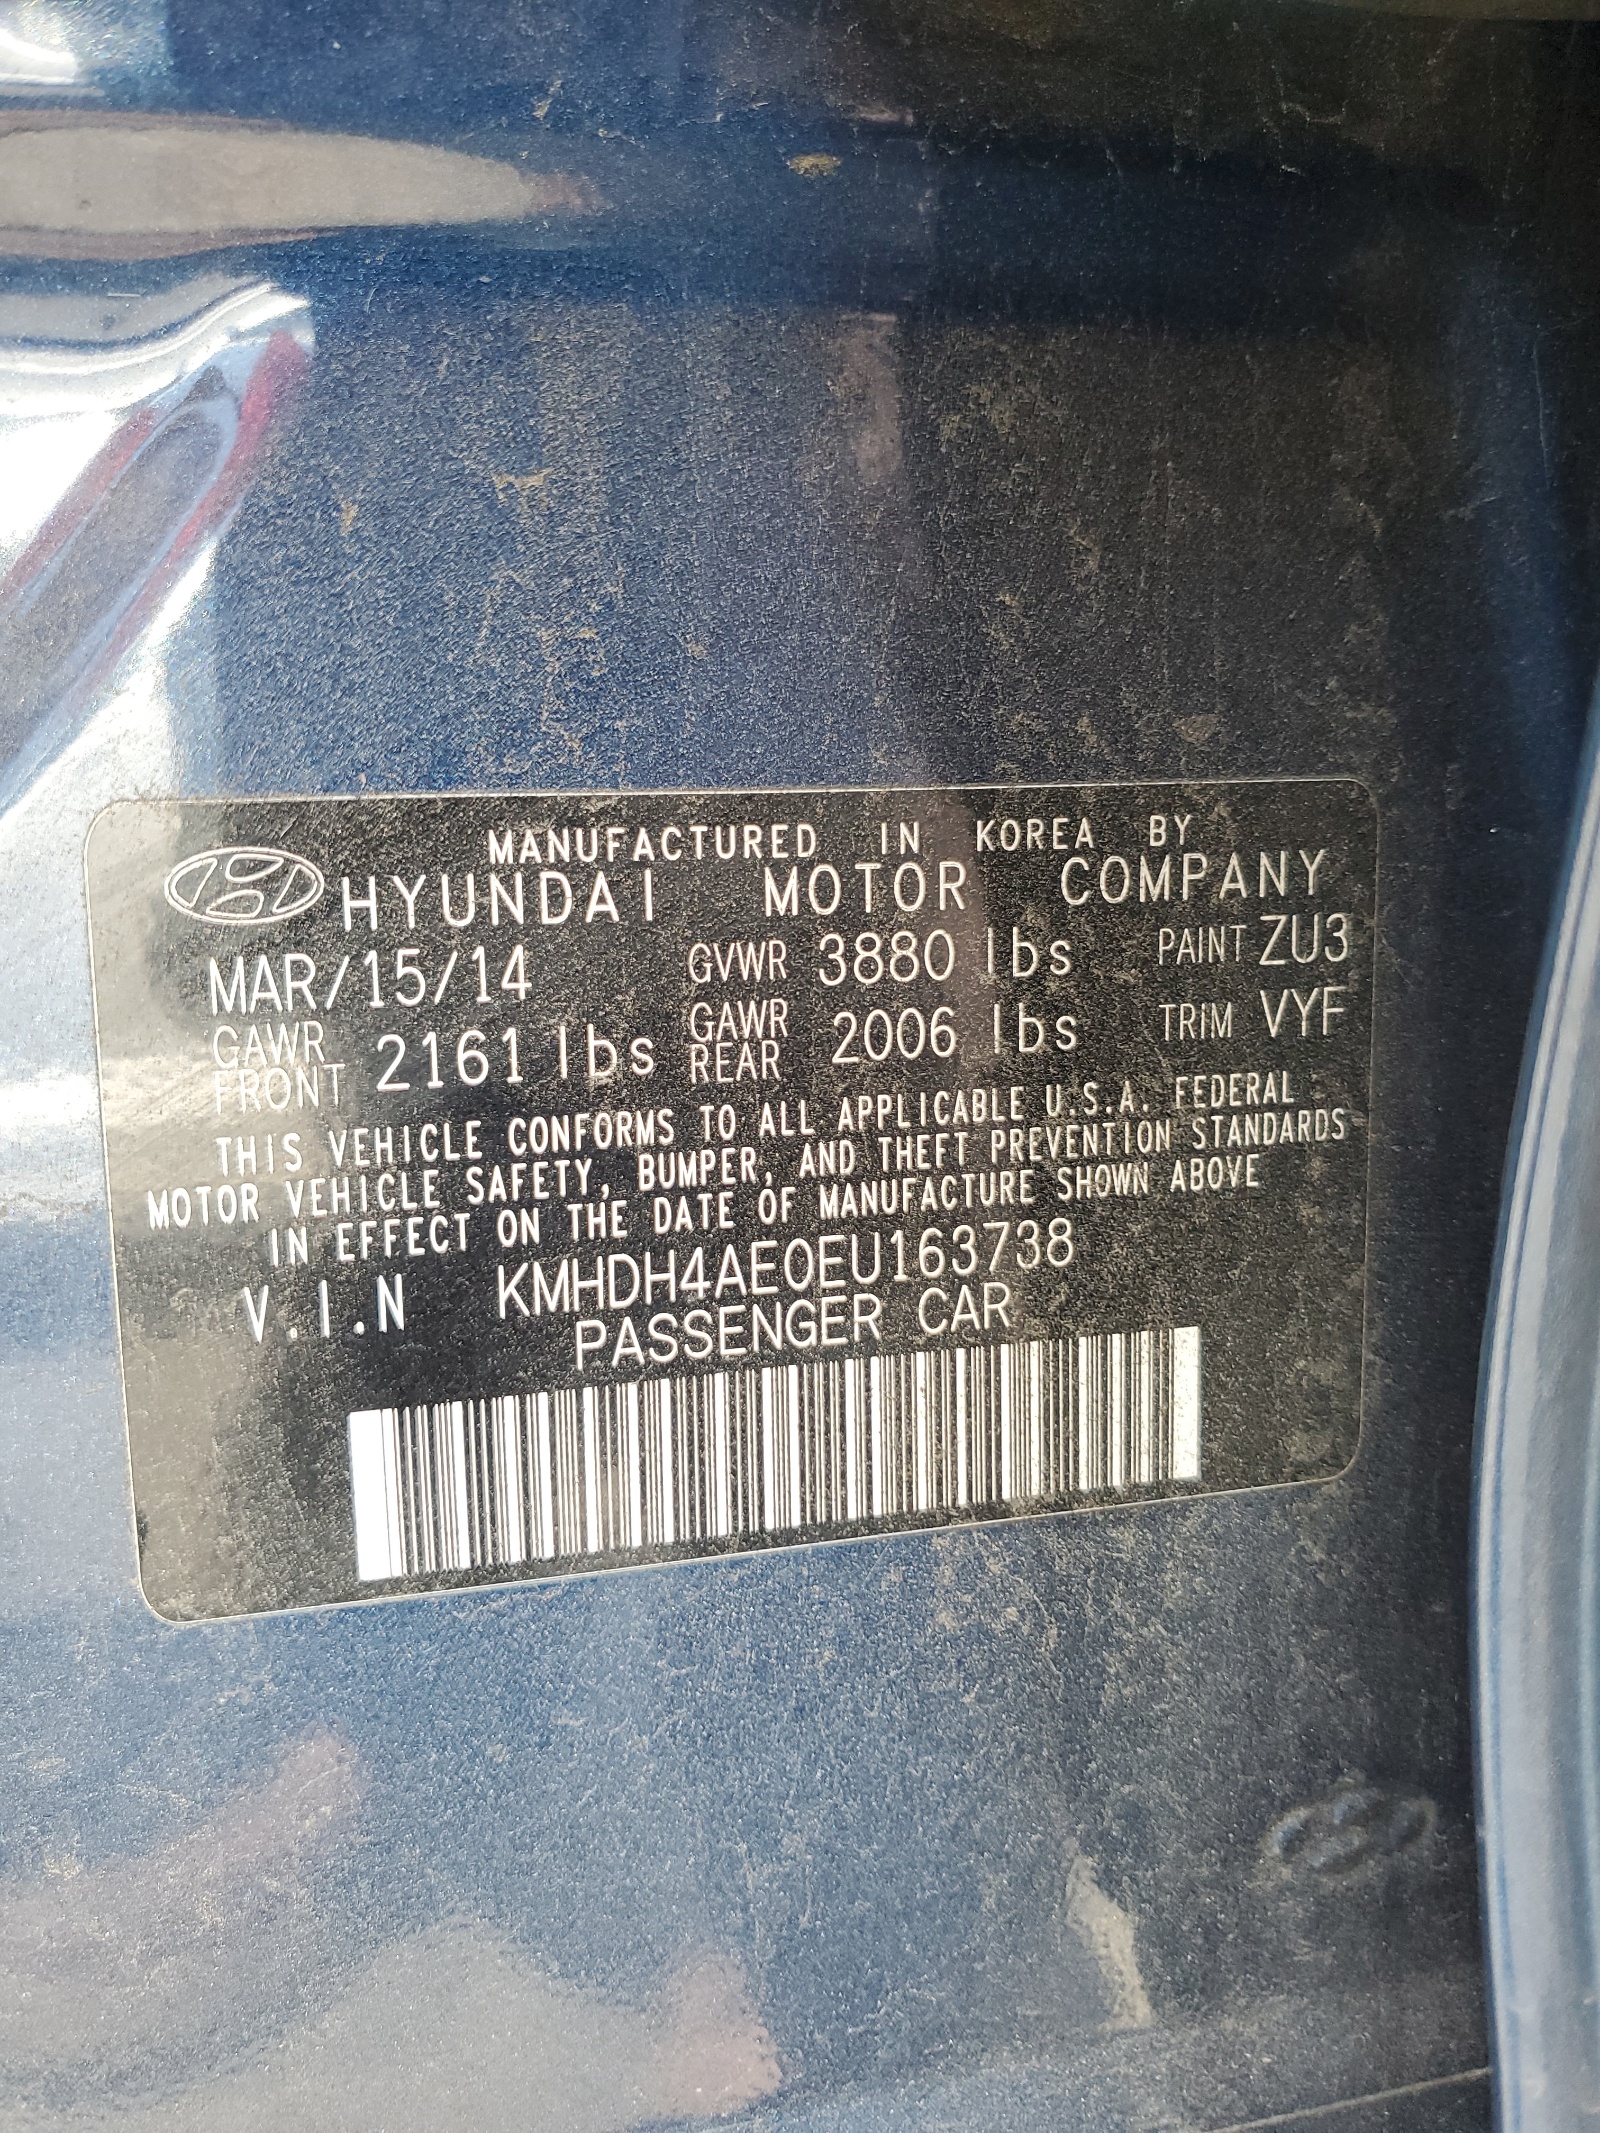 MANUFACTURED IN KOREA BY
HYUNDAI MOTOR COMPANY
MAR/15/14 GVWR 3880 lbs PAINT ZU3
GAWR FRONT 2161 lbs GAWR REAR 2006 lbs TRIM VYF
THIS VEHICLE CONFORMS TO ALL APPLICABLE U.S.A. FEDERAL
MOTOR VEHICLE SAFETY, BUMPER, AND THEFT PREVENTION STANDARDS
IN EFFECT ON THE DATE OF MANUFACTURE SHOWN ABOVE
V.I.N KMHDH4AE0EU163738
PASSENGER CAR